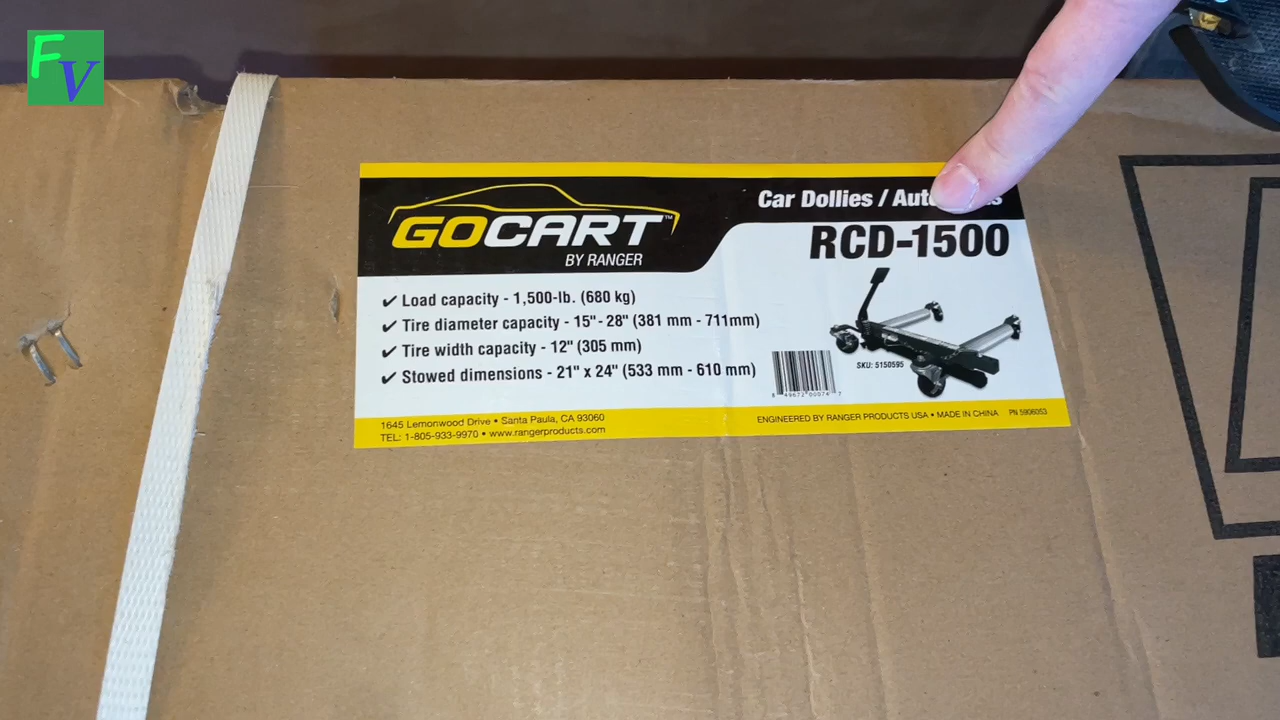 FV
GOCART™
BY RANGER
Car Dollies /
RCD-1500
✔ Load capacity - 1,500-lb. (680 kg)
✔ Tire diameter capacity - 15"- 28" (381 mm - 711mm)
✔ Tire width capacity - 12" (305 mm)
✔ Stowed dimensions - 21" x 24" (533 mm - 610 mm)
SKU: 5150595
1645 Lemonwood Drive • Santa Paula, CA 93060
TEL: 1-805-933-9970 • www.rangerproducts.com
ENGINEERED BY RANGER PRODUCTS USA • MADE IN CHINA PN 5906053